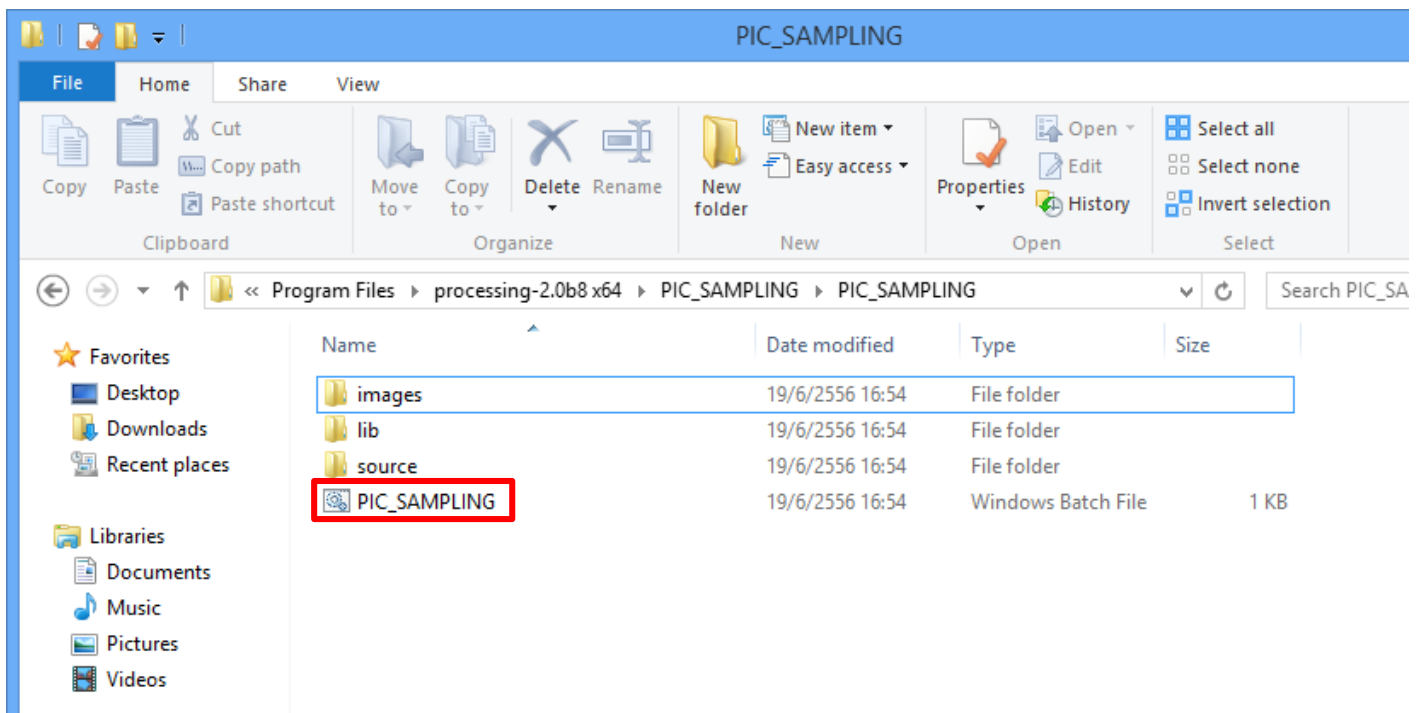 PIC_SAMPLING
File Home Share View
Copy
Paste
Cut
Copy path
Paste shortcut
Clipboard
Move to
Copy to
Delete
Rename
Organize
New folder
New item
Easy access
New
Properties
Open
Edit
History
Open
Select all
Select none
Invert selection
Select
« Program Files processing-2.0b8 x64 PIC_SAMPLING PIC_SAMPLING
Search PIC_SA
Favorites
Desktop
Downloads
Recent places
Libraries
Documents
Music
Pictures
Videos
Name Date modified Type Size
images 19/6/2556 16:54 File folder
lib 19/6/2556 16:54 File folder
source 19/6/2556 16:54 File folder
PIC_SAMPLING 19/6/2556 16:54 Windows Batch File 1 KB